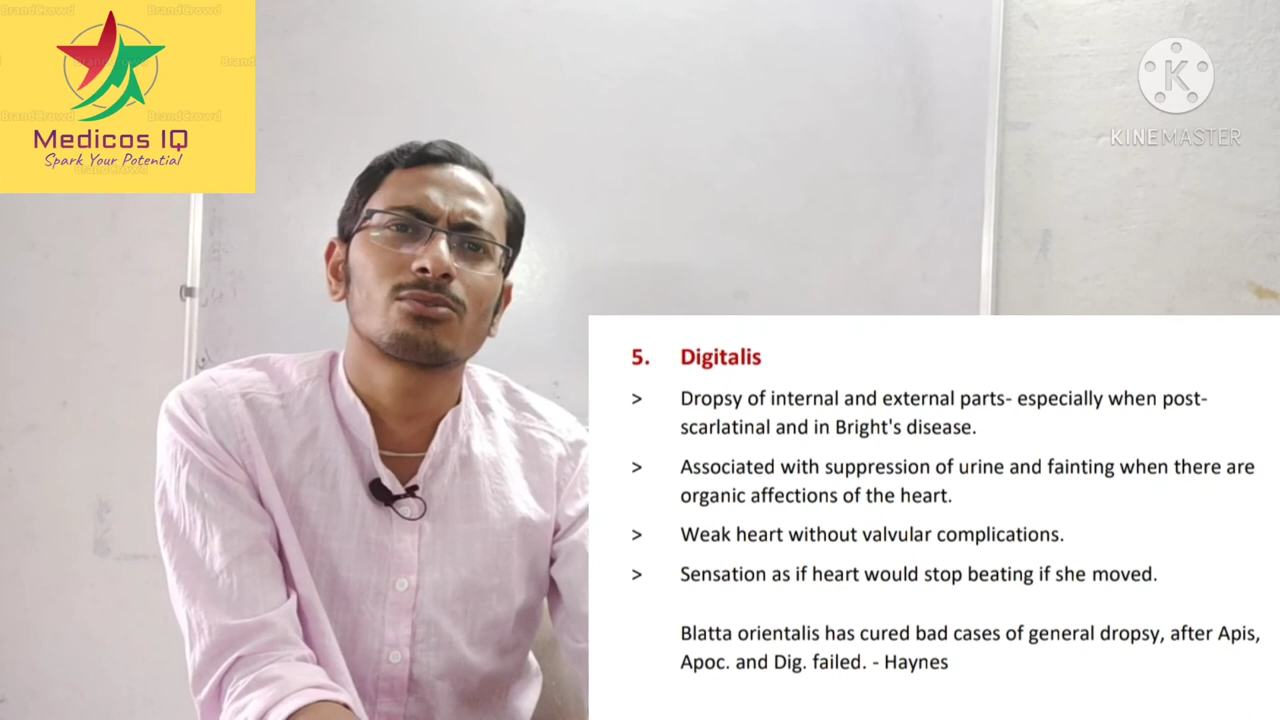 BrandCrowd
BrandCrowd
Medicos IQ
Spark Your Potential
BrandCrowd
K
KINEMASTER
5. Digitalis
> Dropsy of internal and external parts- especially when post-
scarlatinal and in Bright's disease.
> Associated with suppression of urine and fainting when there are
organic affections of the heart.
> Weak heart without valvular complications.
> Sensation as if heart would stop beating if she moved.
Blatta orientalis has cured bad cases of general dropsy, after Apis,
Apoc. and Dig. failed. - Haynes